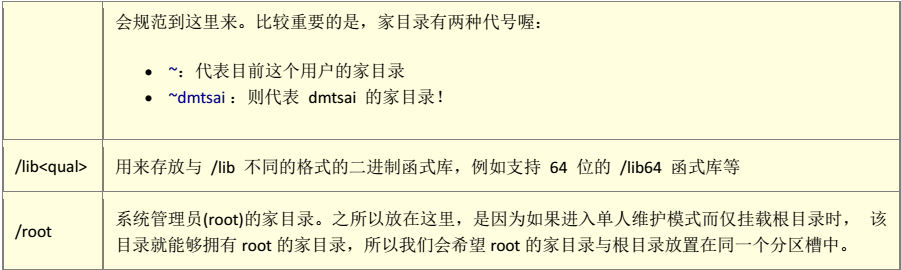 会规范到这里来。比较重要的是，家目录有两种代号喔：
• ~：代表目前这个用户的家目录
• ~dmtsai：则代表 dmtsai 的家目录！
/lib<qual> 用来存放与 /lib 不同的格式的二进制函式库，例如支持 64 位的 /lib64 函式库等
/root
系统管理员(root)的家目录。之所以放在这里，是因为如果进入单人维护模式而仅挂载根目录时， 该
目录就能够拥有 root 的家目录，所以我们会希望 root 的家目录与根目录放置在同一个分区槽中。